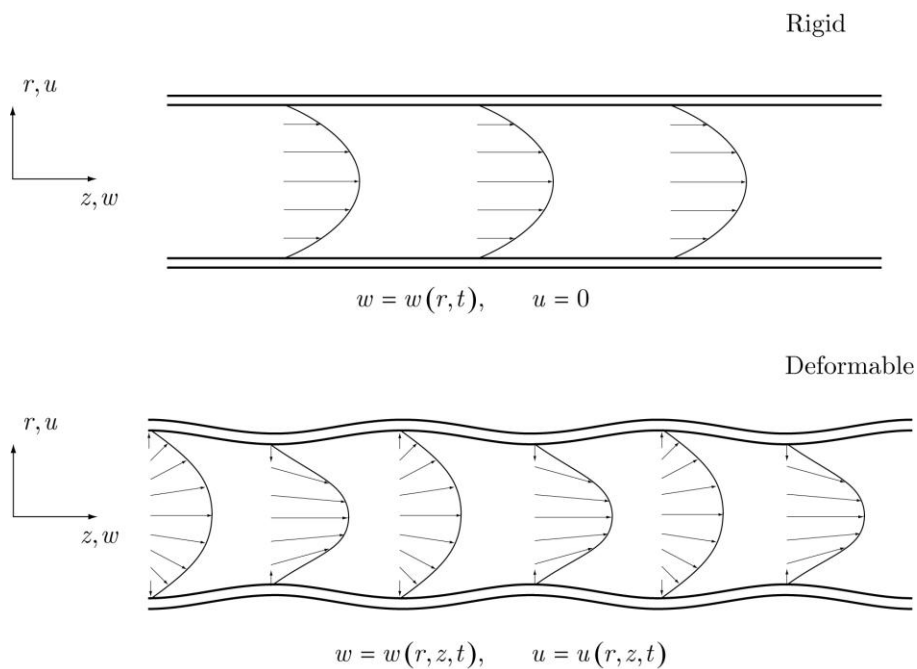 Rigid
r, u
z, w
w = w(r, t),    u = 0
Deformable
r, u
z, w
w = w(r, z, t),    u = u(r, z, t)